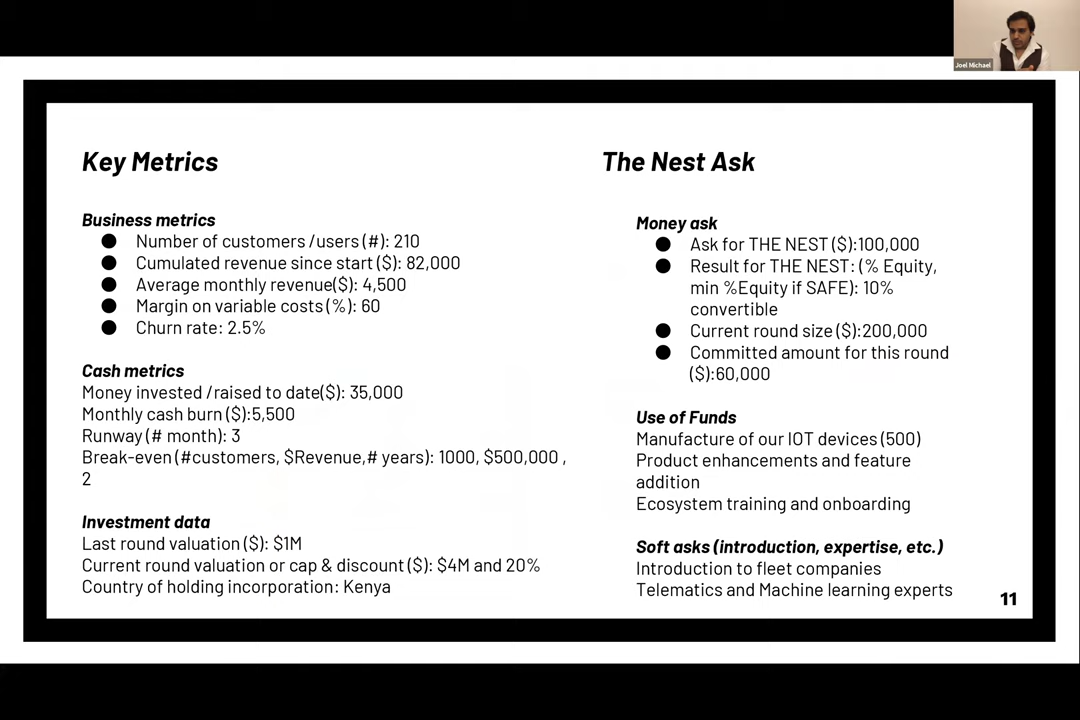 Joel Michael
Key Metrics
Business metrics
● Number of customers /users (#): 210
● Cumulated revenue since start ($): 82,000
● Average monthly revenue($): 4,500
● Margin on variable costs (%): 60
● Churn rate: 2.5%
Cash metrics
Money invested /raised to date($): 35,000
Monthly cash burn ($):5,500
Runway (# month): 3
Break-even (#customers, $Revenue,# years): 1000, $500,000 ,
2
Investment data
Last round valuation ($): $1M
Current round valuation or cap & discount ($): $4M and 20%
Country of holding incorporation: Kenya
The Nest Ask
Money ask
● Ask for THE NEST ($):100,000
● Result for THE NEST: (% Equity,
min %Equity if SAFE): 10%
convertible
● Current round size ($):200,000
● Committed amount for this round
($):60,000
Use of Funds
Manufacture of our IOT devices (500)
Product enhancements and feature
addition
Ecosystem training and onboarding
Soft asks (introduction, expertise, etc.)
Introduction to fleet companies
Telematics and Machine learning experts
11